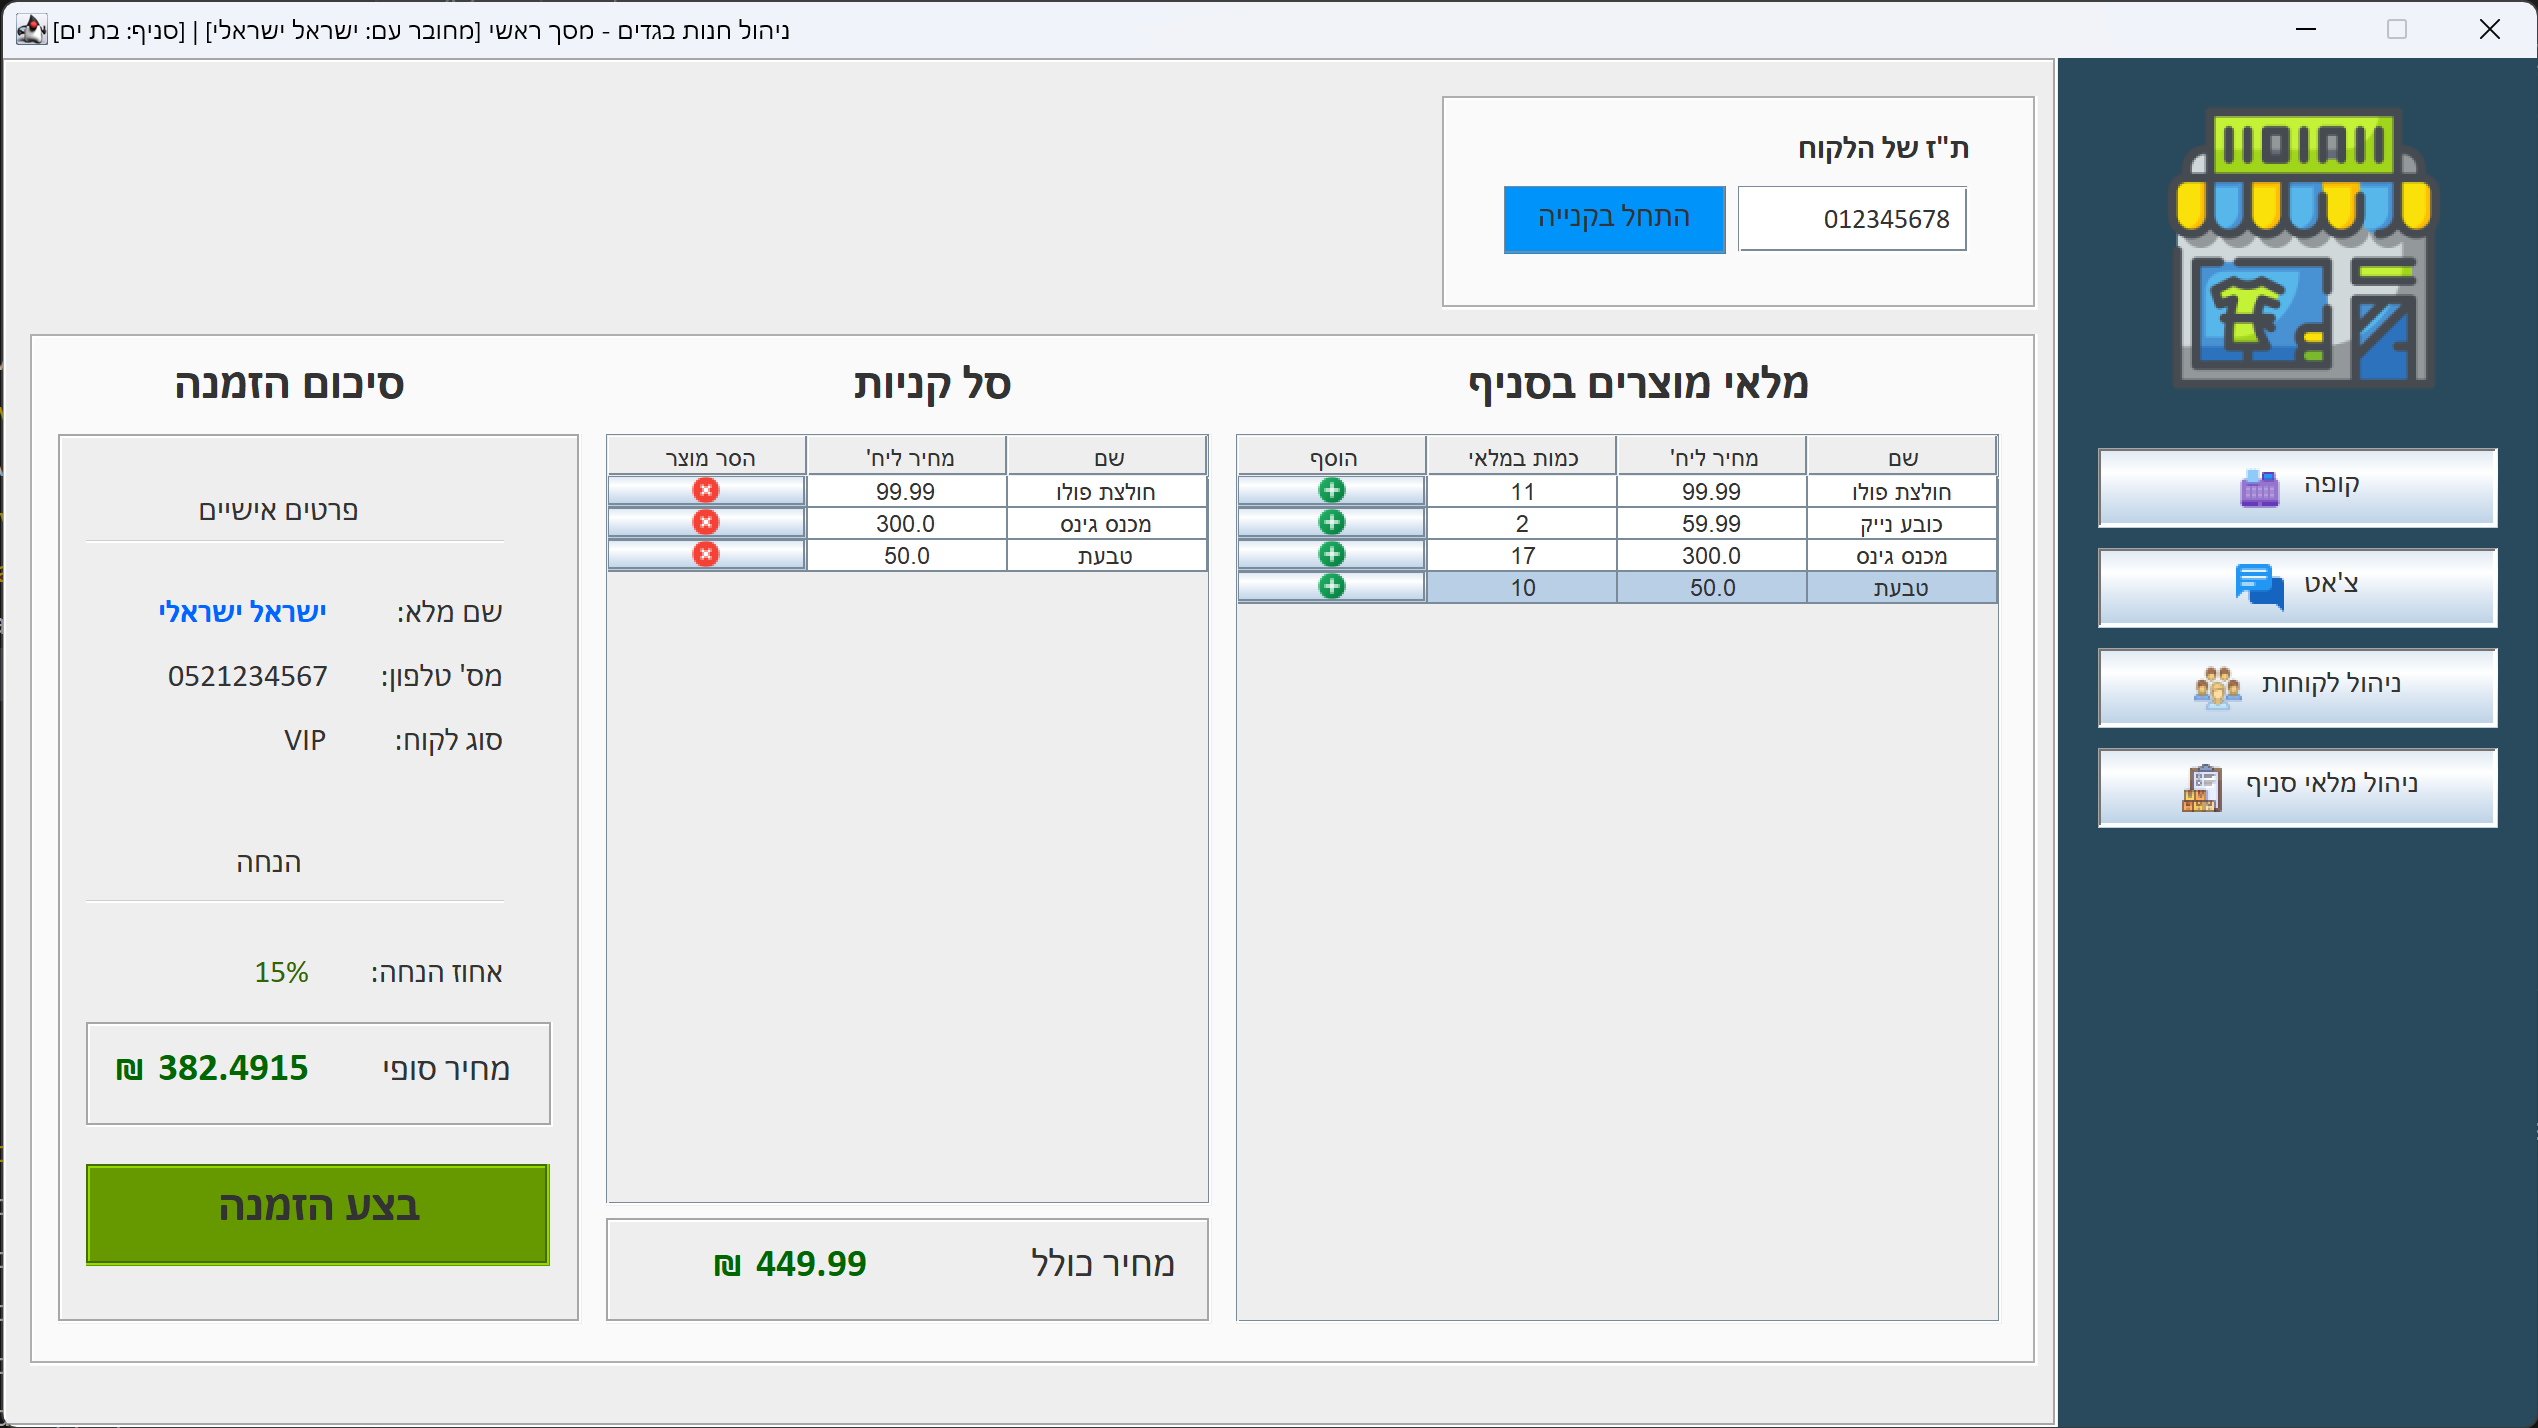 ניהול חנות בגדים - מסך ראשי [מחובר עם: ישראל ישראלי] | [סניף: בת ים]
קופה
צ'אט
ניהול לקוחות
ניהול מלאי סניף
ת"ז של הלקוח
012345678 התחל בקנייה
מלאי מוצרים בסניף
שם מחיר ליח' כמות במלאי הוסף
חולצת פולו 99.99 11
כובע נייק 59.99 2
מכנס גינס 300.0 17
טבעת 50.0 10
סל קניות
שם מחיר ליח' הסר מוצר
חולצת פולו 99.99
מכנס גינס 300.0
טבעת 50.0
מחיר כולל 449.99 ₪
סיכום הזמנה
פרטים אישיים
שם מלא: ישראל ישראלי
מס' טלפון: 0521234567
סוג לקוח: VIP
הנחה
אחוז הנחה: 15%
מחיר סופי 382.4915 ₪
בצע הזמנה